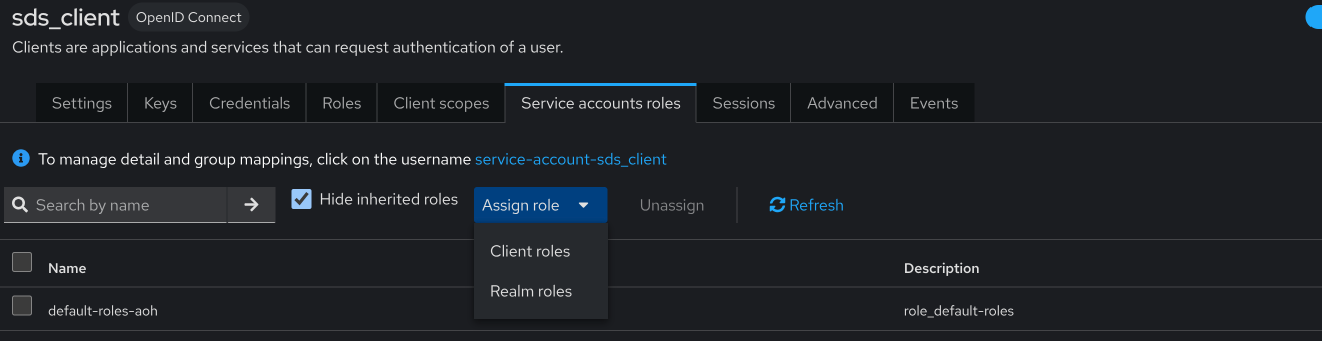 sds_client OpenID Connect
Clients are applications and services that can request authentication of a user.
Settings Keys Credentials Roles Client scopes Service accounts roles Sessions Advanced Events
To manage detail and group mappings, click on the username service-account-sds_client
Search by name Hide inherited roles Assign role Unassign Refresh
Client roles
Realm roles
Name Description
default-roles-aoh role_default-roles